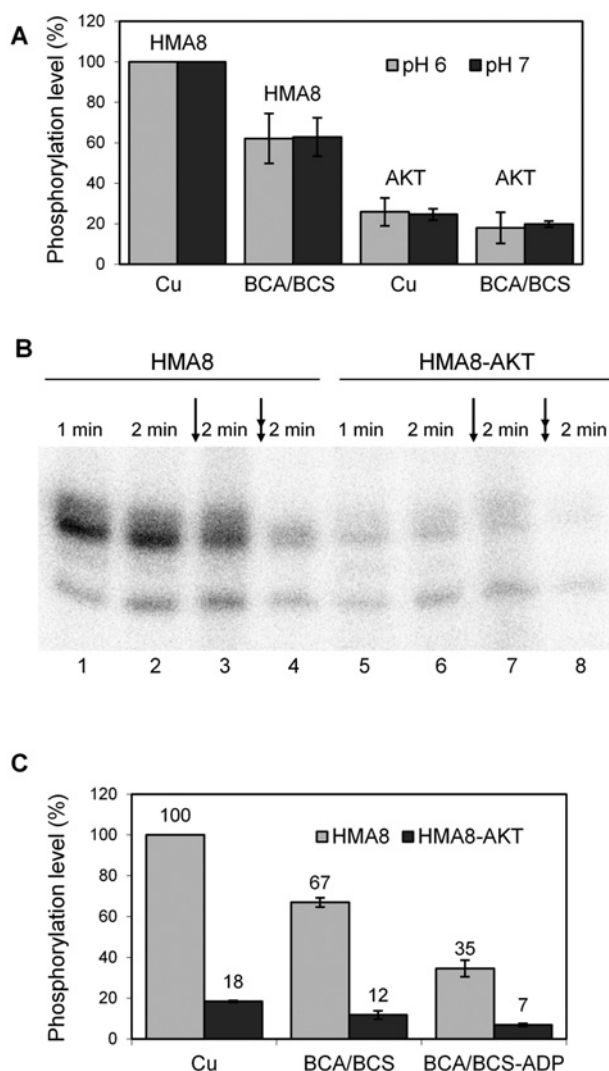 A
Phosphorylation level (%)
120
100
80
60
40
20
0
HMA8
HMA8
AKT
AKT
pH 6
pH 7
Cu
BCA/BCS
Cu
BCA/BCS
B
HMA8
HMA8-AKT
1 min 2 min 2 min 2 min 1 min 2 min 2 min 2 min
1 2 3 4 5 6 7 8
C
Phosphorylation level (%)
120
100
80
60
40
20
0
HMA8
HMA8-AKT
100
18
67
12
35
7
Cu
BCA/BCS
BCA/BCS-ADP